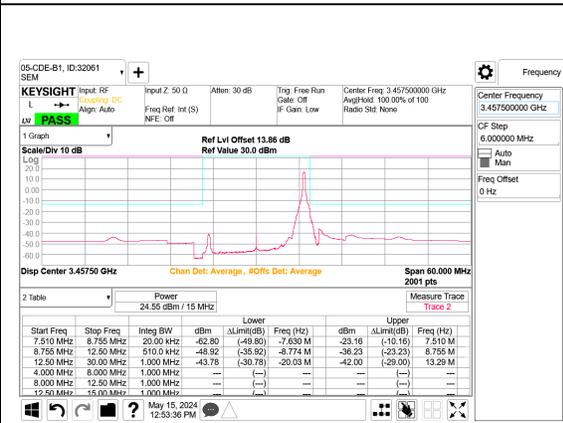 05-CDE-B1, ID:32061
SEM
Frequency
KEYSIGHT Input: RF Input Z: 50 Ω Atten: 30 dB Trig: Free Run Center Freq: 3.457500000 GHz
L Coupling: DC Gate: Off Avg|Hold: 100.00% of 100
Align: Auto Freq Ref: Int (S) IF Gain: Low Radio Std: None
PASS NFE: Off
Center Frequency
3.457500000 GHz
CF Step
6.000000 MHz
Auto
Man
Freq Offset
0 Hz
1 Graph
Ref Lvl Offset 13.86 dB
Scale/Div 10 dB Ref Value 30.0 dBm
Log
20.0
10.0
0.00
-10.0
-20.0
-30.0
-40.0
-50.0
-60.0
Disp Center 3.45750 GHz Chan Det: Average, #Offs Det: Average Span 60.000 MHz
2001 pts
2 Table Power Measure Trace
24.55 dBm / 15 MHz Trace 2
Lower Upper
Start Freq Stop Freq Integ BW dBm ΔLimit(dB) Freq (Hz) dBm ΔLimit(dB) Freq (Hz)
7.510 MHz 8.755 MHz 20.00 kHz -62.80 (-49.80) -7.630 M -23.16 (-10.16) 7.510 M
8.755 MHz 12.50 MHz 510.0 kHz -48.92 (-35.92) -8.774 M -36.23 (-23.23) 8.755 M
12.50 MHz 30.00 MHz 1.000 MHz -43.78 (-30.78) -20.03 M -42.00 (-29.00) 13.29 M
4.000 MHz 8.000 MHz 1.000 MHz --- (---) --- --- (---) ---
8.000 MHz 12.50 MHz 1.000 MHz --- (---) --- --- (---) ---
12.50 MHz 15.00 MHz 1.000 MHz --- (---) --- --- (---) ---
May 15, 2024
12:53:36 PM